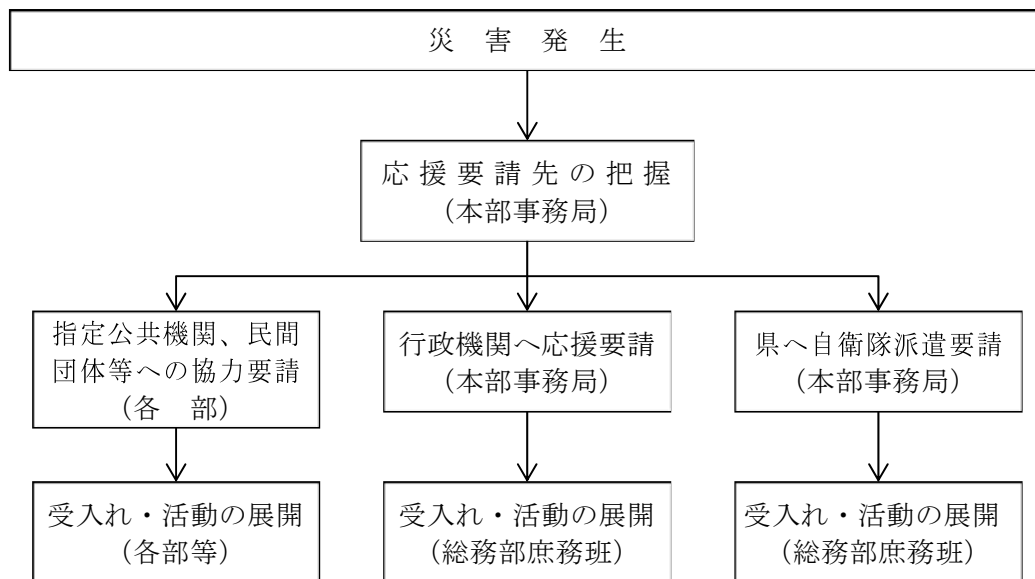 災害発生
応援要請先の把握
（本部事務局）
指定公共機関、民間
団体等への協力要請
（各　部）
行政機関へ応援要請
（本部事務局）
県へ自衛隊派遣要請
（本部事務局）
受入れ・活動の展開
（各部等）
受入れ・活動の展開
（総務部庶務班）
受入れ・活動の展開
（総務部庶務班）